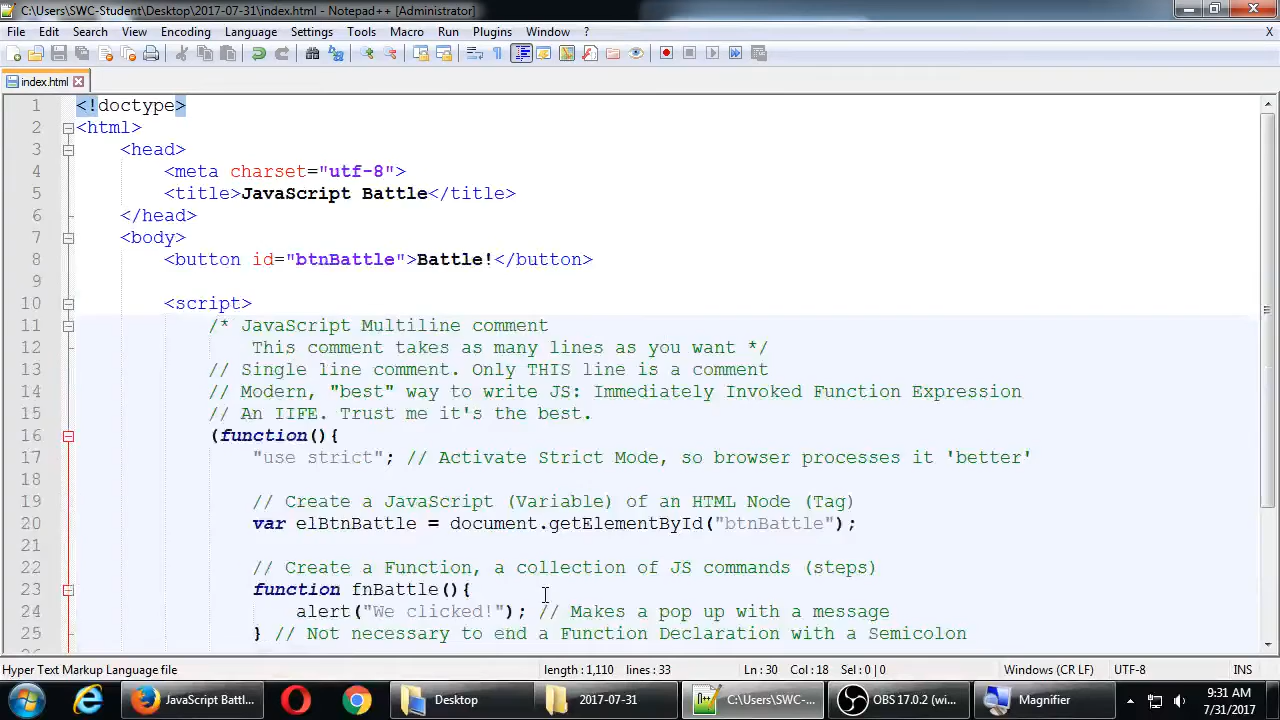 C:\Users\SWC-Student\Desktop\2017-07-31\index.html - Notepad++ [Administrator]
File Edit Search View Encoding Language Settings Tools Macro Run Plugins Window ? X
index.html
1 <!doctype>
2 <html>
3 <head>
4 <meta charset="utf-8">
5 <title>JavaScript Battle</title>
6 </head>
7 <body>
8 <button id="btnBattle">Battle!</button>
9
10 <script>
11 /* JavaScript Multiline comment
12 This comment takes as many lines as you want */
13 // Single line comment. Only THIS line is a comment
14 // Modern, "best" way to write JS: Immediately Invoked Function Expression
15 // An IIFE. Trust me it's the best.
16 (function(){
17 "use strict"; // Activate Strict Mode, so browser processes it 'better'
18
19 // Create a JavaScript (Variable) of an HTML Node (Tag)
20 var elBtnBattle = document.getElementById("btnBattle");
21
22 // Create a Function, a collection of JS commands (steps)
23 function fnBattle(){
24 alert("We clicked!"); // Makes a pop up with a message
25 } // Not necessary to end a Function Declaration with a Semicolon
Hyper Text Markup Language file length : 1,110 lines : 33 Ln : 30 Col : 18 Sel : 0 | 0 Windows (CR LF) UTF-8 INS
JavaScript Battl... Desktop 2017-07-31 C:\Users\SWC-... OBS 17.0.2 (wi... Magnifier 9:31 AM
7/31/2017